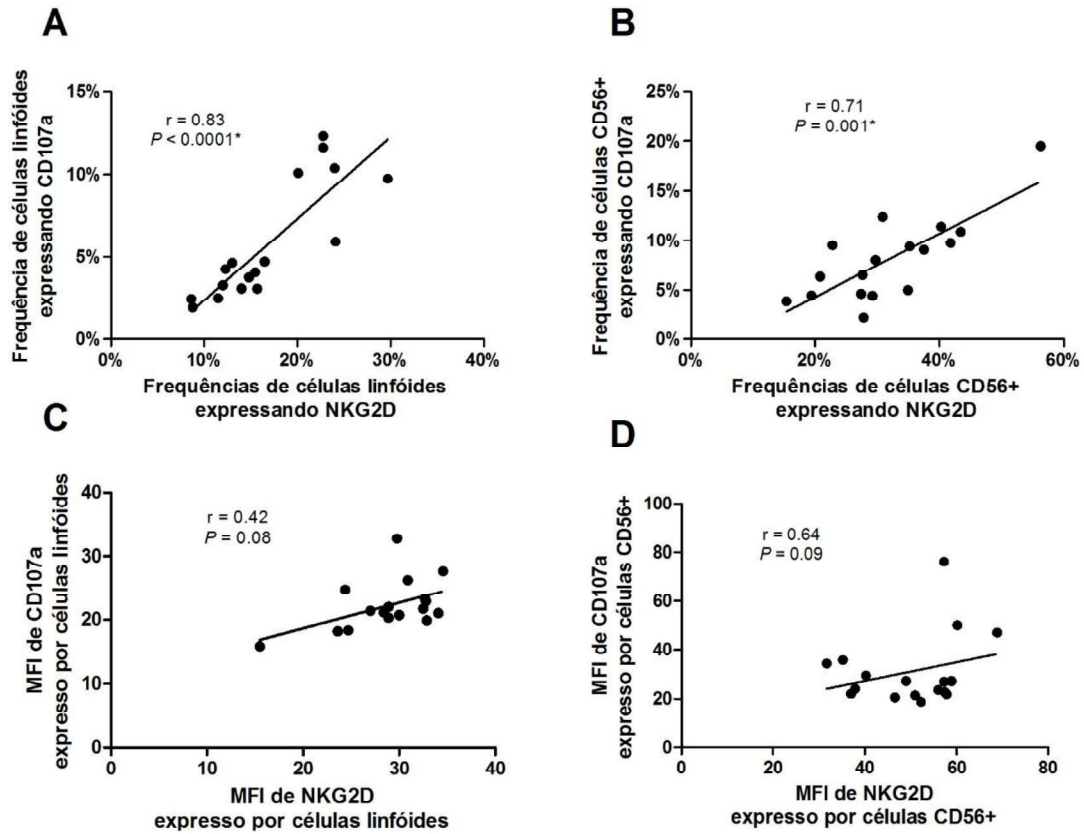 A
Frequência de células linfóides
expressando CD107a
15%
10%
5%
0%
r = 0.83
P < 0.0001*
0%
10%
20%
30%
40%
Frequências de células linfóides
expressando NKG2D
B
Frequência de células CD56+
expressando CD107a
25%
20%
15%
10%
5%
0%
r = 0.71
P = 0.001*
0%
20%
40%
60%
Frequências de células CD56+
expressando NKG2D
C
MFI de CD107a
expresso por células linfóides
40
30
20
10
0
r = 0.42
P = 0.08
0
10
20
30
40
MFI de NKG2D
expresso por células linfóides
D
MFI de CD107a
expresso por células CD56+
100
80
60
40
20
0
r = 0.64
P = 0.09
0
20
40
60
80
MFI de NKG2D
expresso por células CD56+